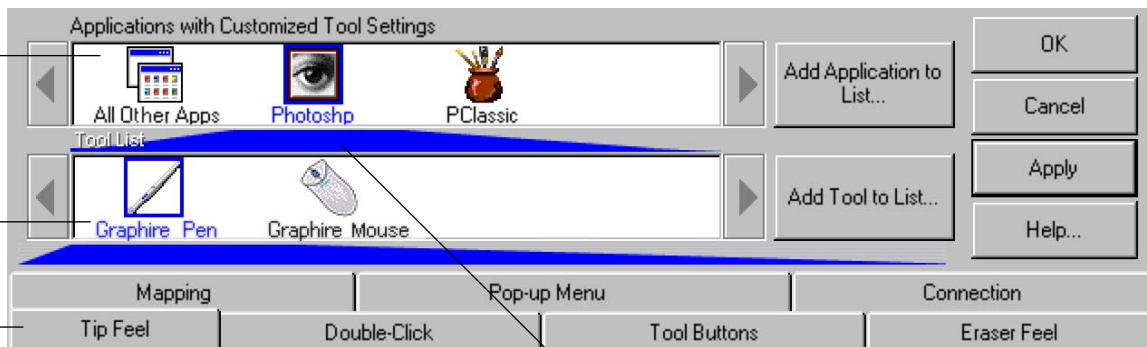 Applications with Customized Tool Settings
All Other Apps
Photoshp
PClassic
Add Application to
List...
OK
Cancel
Tool List
Graphire Pen
Graphire Mouse
Add Tool to List...
Apply
Help...
Mapping
Pop-up Menu
Connection
Tip Feel
Double-Click
Tool Buttons
Eraser Feel